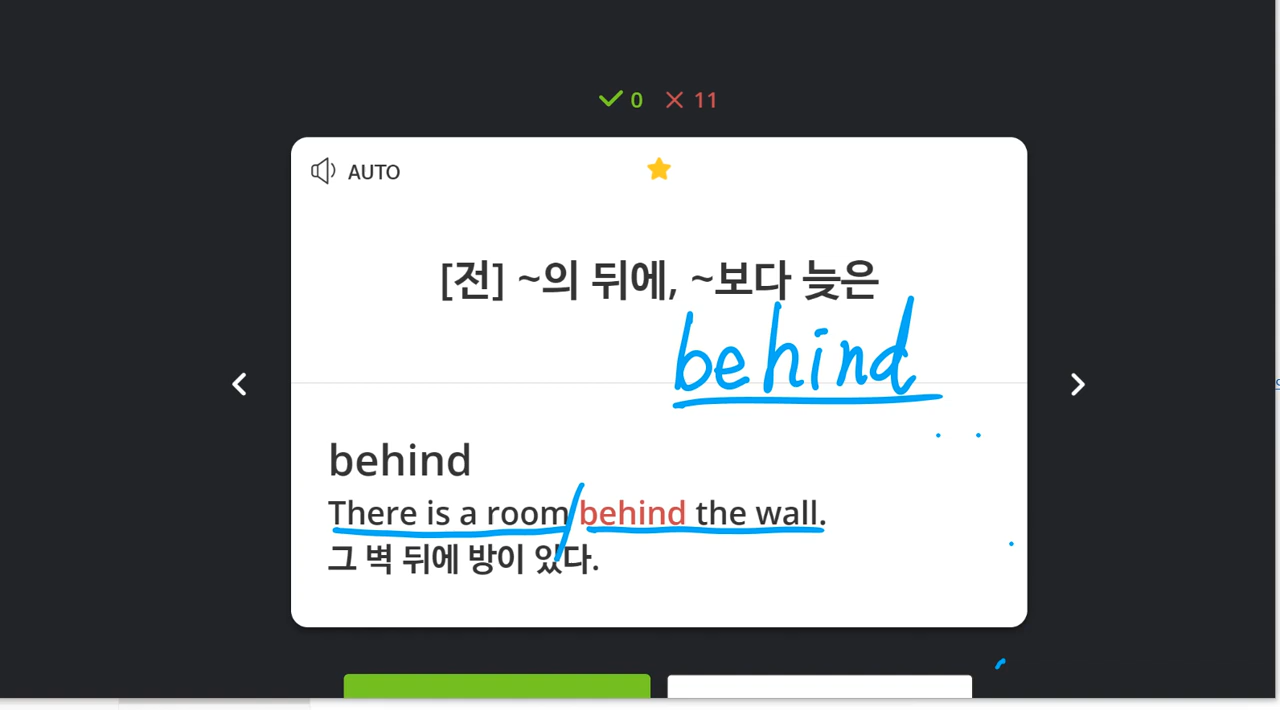 0 11
AUTO
[전] ~의 뒤에, ~보다 늦은
behind
behind
There is a room behind the wall.
그 벽 뒤에 방이 있다.